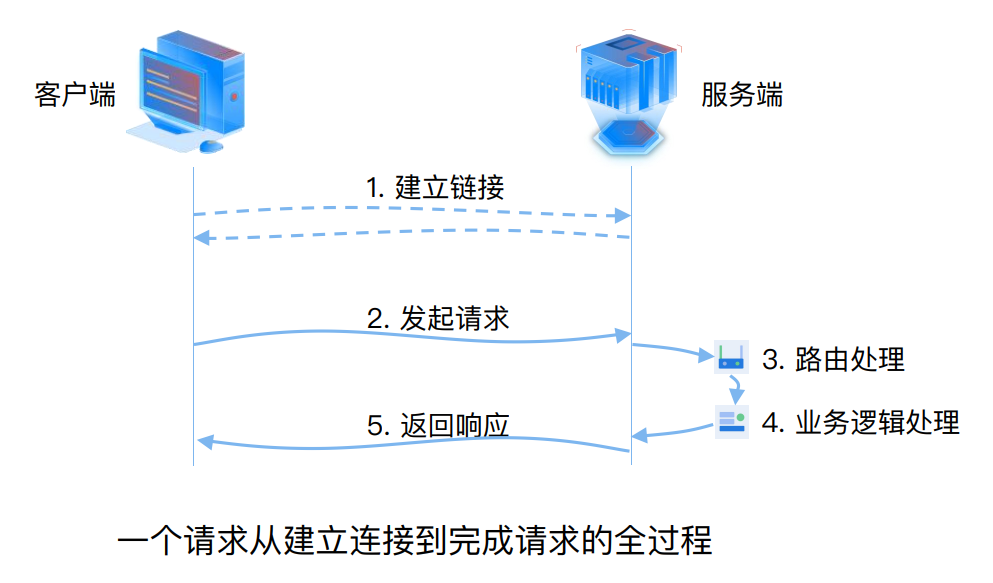 客户端
服务端
1. 建立链接
2. 发起请求
3. 路由处理
4. 业务逻辑处理
5. 返回响应
一个请求从建立连接到完成请求的全过程